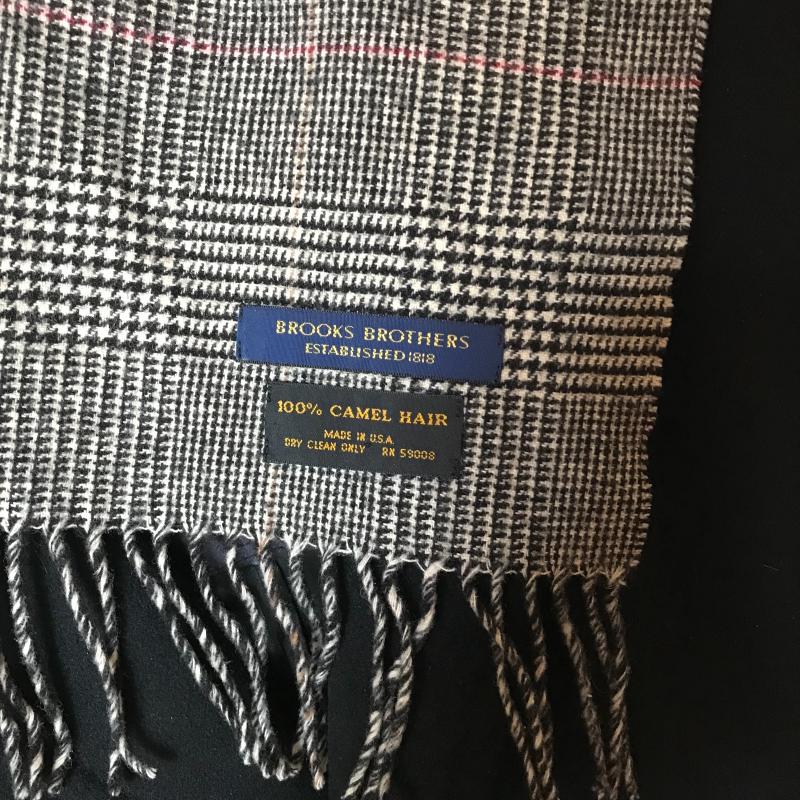 BROOKS BROTHERS
ESTABLISHED 1818
100% CAMEL HAIR
MADE IN U.S.A.
DRY CLEAN ONLY RN 59008